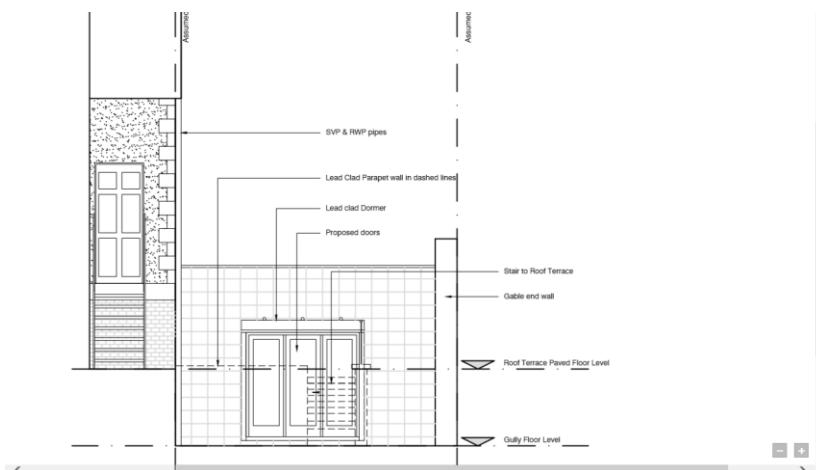 Assumed
Assumed
SVP & RWP pipes
Lead Clad Parapet wall in dashed lines
Lead clad Dormer
Proposed doors
Stair to Roof Terrace
Gable end wall
Roof Terrace Paved Floor Level
Gully Floor Level